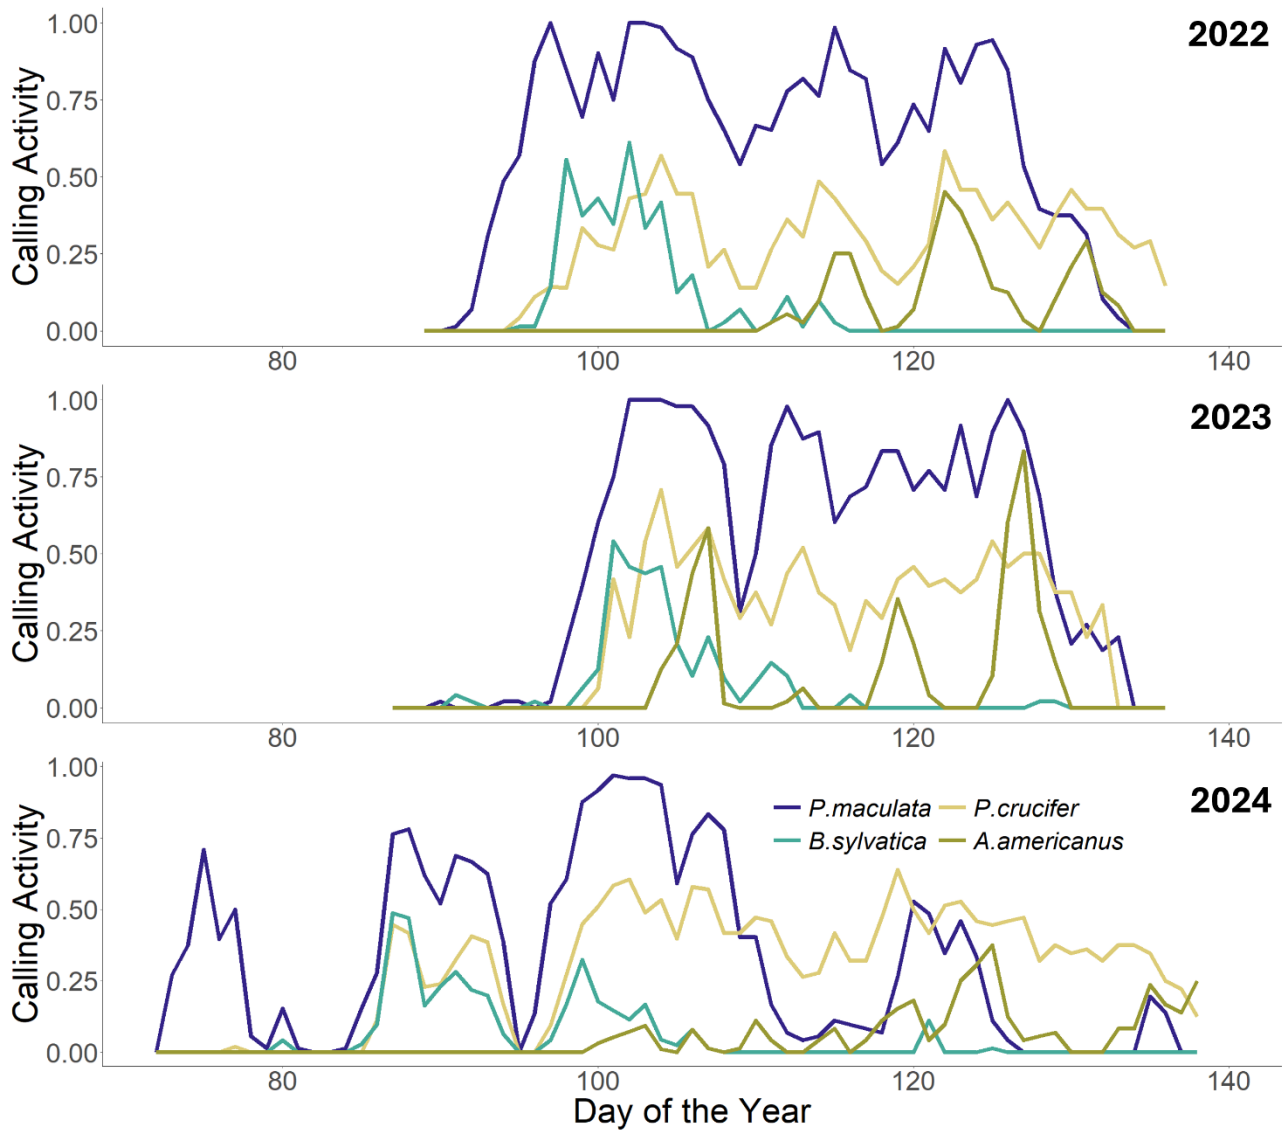 2022
Calling Activity
1.00
0.75
0.50
0.25
0.00
80 100 120 140
2023
Calling Activity
1.00
0.75
0.50
0.25
0.00
80 100 120 140
2024
Calling Activity
1.00
0.75
0.50
0.25
0.00
P.maculata P.crucifer
B.sylvatica A.americanus
80 100 120 140
Day of the Year